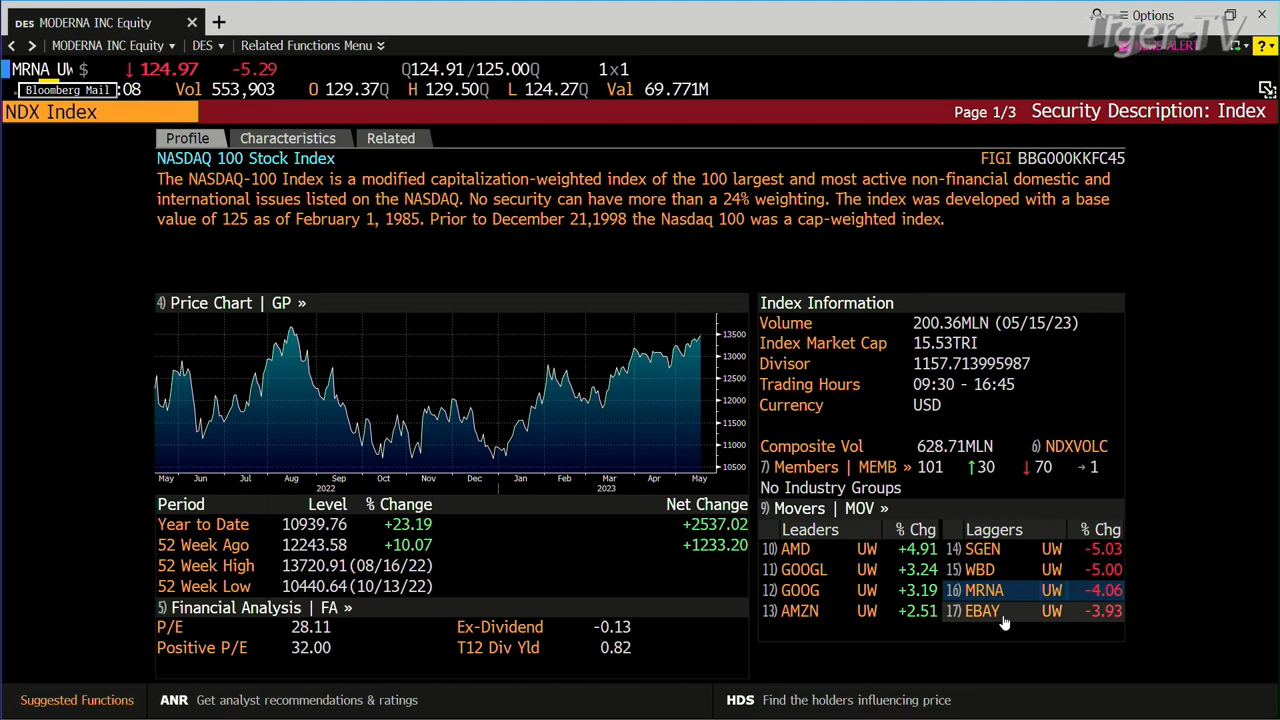 DES MODERNA INC Equity
Options
Tiger-TV
MODERNA INC Equity DES Related Functions Menu
NEWS ALERT
MRNA UW $ ↓124.97 -5.29 Q124.91/125.00Q 1x1
Bloomberg Mail :08 Vol 553,903 O 129.37Q H 129.50Q L 124.27Q Val 69.771M
NDX Index Page 1/3 Security Description: Index
Profile Characteristics Related
NASDAQ 100 Stock Index FIGI BBG000KKFC45
The NASDAQ-100 Index is a modified capitalization-weighted index of the 100 largest and most active non-financial domestic and
international issues listed on the NASDAQ. No security can have more than a 24% weighting. The index was developed with a base
value of 125 as of February 1, 1985. Prior to December 21,1998 the Nasdaq 100 was a cap-weighted index.
4) Price Chart | GP »
13500
13000
12500
12000
11500
11000
10500
May Jun Jul Aug Sep Oct Nov Dec Jan Feb Mar Apr May
2022 2023
Period Level % Change Net Change
Year to Date 10939.76 +23.19 +2537.02
52 Week Ago 12243.58 +10.07 +1233.20
52 Week High 13720.91 (08/16/22)
52 Week Low 10440.64 (10/13/22)
5) Financial Analysis | FA »
P/E 28.11 Ex-Dividend -0.13
Positive P/E 32.00 T12 Div Yld 0.82
Index Information
Volume 200.36MLN (05/15/23)
Index Market Cap 15.53TRI
Divisor 1157.713995987
Trading Hours 09:30 - 16:45
Currency USD
Composite Vol 628.71MLN 6) NDXVOLC
7) Members | MEMB » 101 ↑30 ↓70 →1
No Industry Groups
9) Movers | MOV »
Leaders % Chg Laggers % Chg
10) AMD UW +4.91 14) SGEN UW -5.03
11) GOOGL UW +3.24 15) WBD UW -5.00
12) GOOG UW +3.19 16) MRNA UW -4.06
13) AMZN UW +2.51 17) EBAY UW -3.93
Suggested Functions ANR Get analyst recommendations & ratings HDS Find the holders influencing price